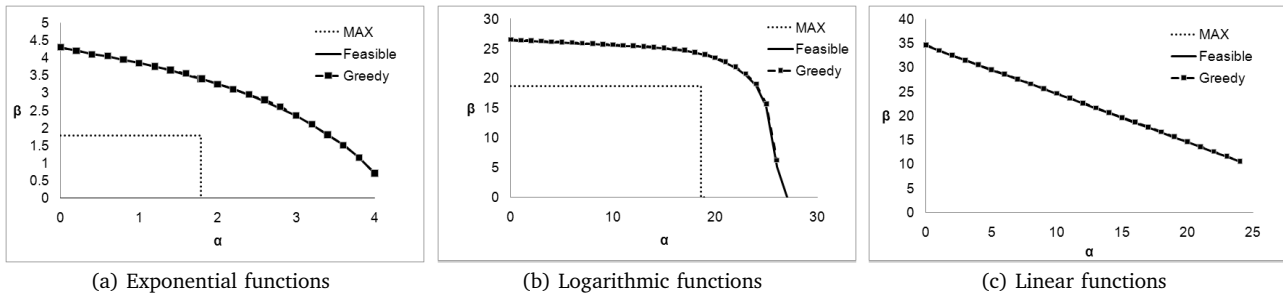 5
4.5
4
3.5
3
2.5
2
1.5
1
0.5
0
β
0 1 2 3 4
α
MAX
Feasible
Greedy
(a) Exponential functions
30
25
20
15
10
5
0
β
0 10 20 30
α
MAX
Feasible
Greedy
(b) Logarithmic functions
40
35
30
25
20
15
10
5
0
β
0 5 10 15 20 25
α
MAX
Feasible
Greedy
(c) Linear functions